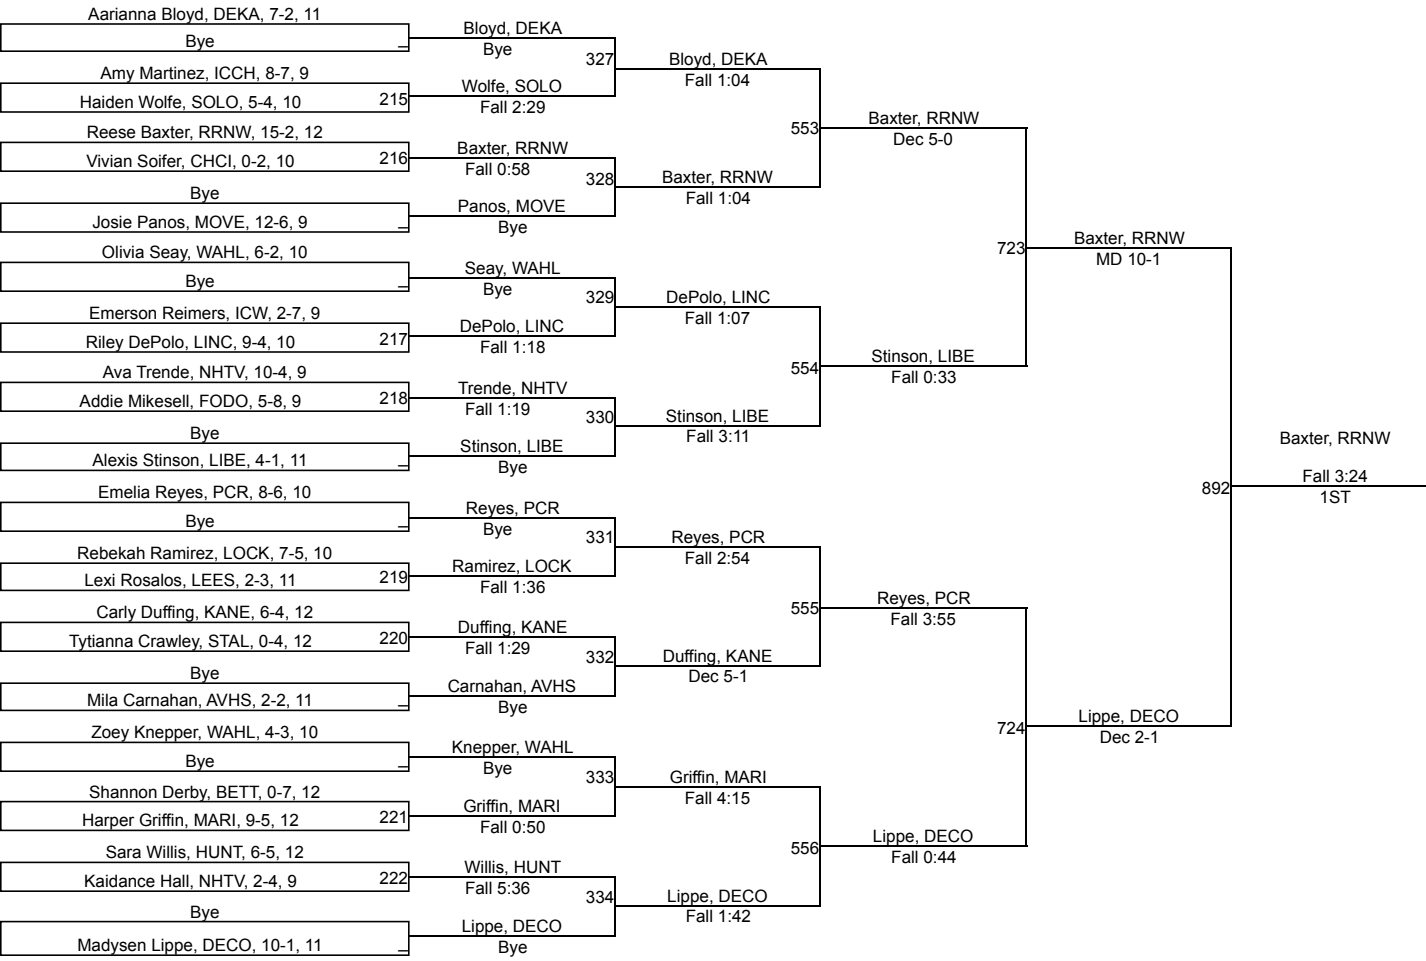 Aarianna Bloyd, DEKA, 7-2, 11
Bye
_
Amy Martinez, ICCH, 8-7, 9
Haiden Wolfe, SOLO, 5-4, 10
215
Reese Baxter, RRNW, 15-2, 12
Vivian Soifer, CHCI, 0-2, 10
216
Bye
Josie Panos, MOVE, 12-6, 9
_
Olivia Seay, WAHL, 6-2, 10
Bye
_
Emerson Reimers, ICW, 2-7, 9
Riley DePolo, LINC, 9-4, 10
217
Ava Trende, NHTV, 10-4, 9
Addie Mikesell, FODO, 5-8, 9
218
Bye
Alexis Stinson, LIBE, 4-1, 11
_
Emelia Reyes, PCR, 8-6, 10
Bye
_
Rebekah Ramirez, LOCK, 7-5, 10
Lexi Rosalos, LEES, 2-3, 11
219
Carly Duffing, KANE, 6-4, 12
Tytianna Crawley, STAL, 0-4, 12
220
Bye
Mila Carnahan, AVHS, 2-2, 11
_
Zoey Knepper, WAHL, 4-3, 10
Bye
_
Shannon Derby, BETT, 0-7, 12
Harper Griffin, MARI, 9-5, 12
221
Sara Willis, HUNT, 6-5, 12
Kaidance Hall, NHTV, 2-4, 9
222
Bye
Madysen Lippe, DECO, 10-1, 11
_
Bloyd, DEKA
Bye
327
Wolfe, SOLO
Fall 2:29
Baxter, RRNW
Fall 0:58
328
Panos, MOVE
Bye
Seay, WAHL
Bye
329
DePolo, LINC
Fall 1:18
Trende, NHTV
Fall 1:19
330
Stinson, LIBE
Bye
Reyes, PCR
Bye
331
Ramirez, LOCK
Fall 1:36
Duffing, KANE
Fall 1:29
332
Carnahan, AVHS
Bye
Knepper, WAHL
Bye
333
Griffin, MARI
Fall 0:50
Willis, HUNT
Fall 5:36
334
Lippe, DECO
Bye
Bloyd, DEKA
Fall 1:04
553
Baxter, RRNW
Fall 1:04
DePolo, LINC
Fall 1:07
554
Stinson, LIBE
Fall 3:11
Reyes, PCR
Fall 2:54
555
Duffing, KANE
Dec 5-1
Griffin, MARI
Fall 4:15
556
Lippe, DECO
Fall 1:42
Baxter, RRNW
Dec 5-0
723
Stinson, LIBE
Fall 0:33
Reyes, PCR
Fall 3:55
724
Lippe, DECO
Fall 0:44
Baxter, RRNW
MD 10-1
892
Lippe, DECO
Dec 2-1
Baxter, RRNW
Fall 3:24
1ST